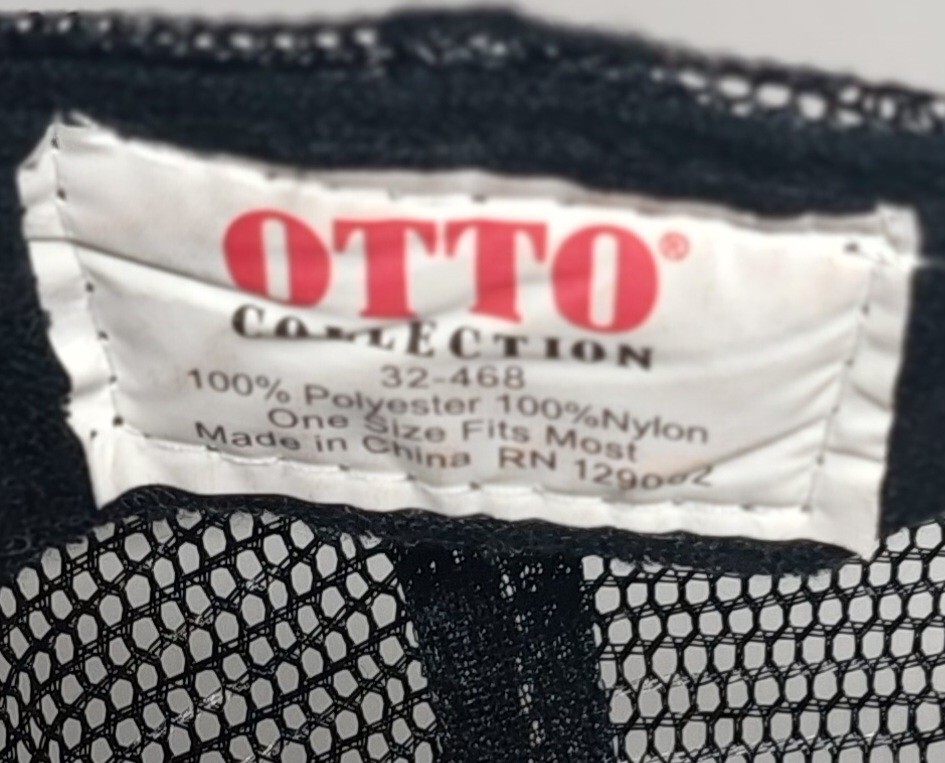 OTTO®
COLLECTION
32-468
100% Polyester 100%Nylon
One Size Fits Most
Made in China RN